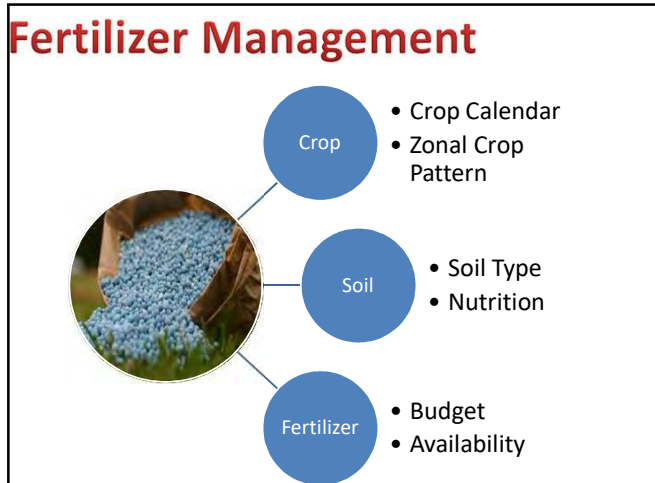 Fertilizer Management
Crop
• Crop Calendar
• Zonal Crop
Pattern
Soil
• Soil Type
• Nutrition
Fertilizer
• Budget
• Availability